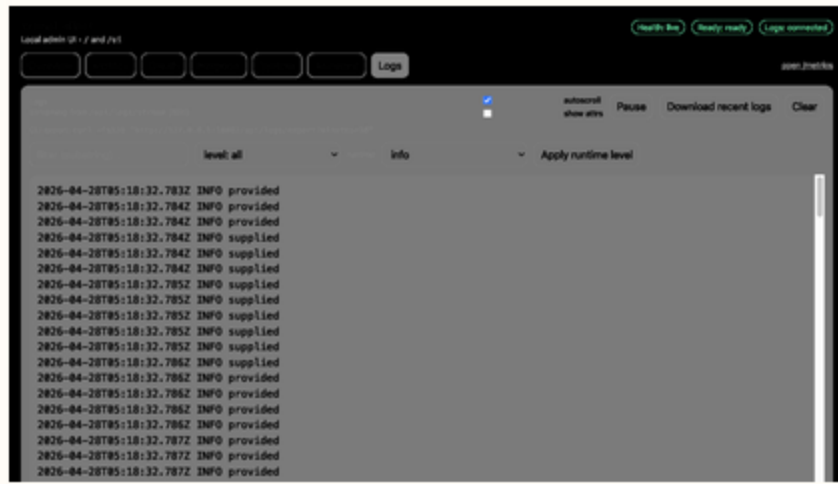 Health: live Ready: ready Logs: connected
Local admin UI - / and /v1
Logs
open /metrics
autoscroll
show attrs
Pause Download recent logs Clear
level: all info Apply runtime level
2026-04-28T05:18:32.783Z INFO provided
2026-04-28T05:18:32.784Z INFO provided
2026-04-28T05:18:32.784Z INFO provided
2026-04-28T05:18:32.784Z INFO supplied
2026-04-28T05:18:32.784Z INFO supplied
2026-04-28T05:18:32.784Z INFO supplied
2026-04-28T05:18:32.785Z INFO supplied
2026-04-28T05:18:32.785Z INFO supplied
2026-04-28T05:18:32.785Z INFO supplied
2026-04-28T05:18:32.785Z INFO supplied
2026-04-28T05:18:32.785Z INFO supplied
2026-04-28T05:18:32.786Z INFO supplied
2026-04-28T05:18:32.786Z INFO provided
2026-04-28T05:18:32.786Z INFO provided
2026-04-28T05:18:32.786Z INFO provided
2026-04-28T05:18:32.786Z INFO provided
2026-04-28T05:18:32.787Z INFO provided
2026-04-28T05:18:32.787Z INFO provided
2026-04-28T05:18:32.787Z INFO provided